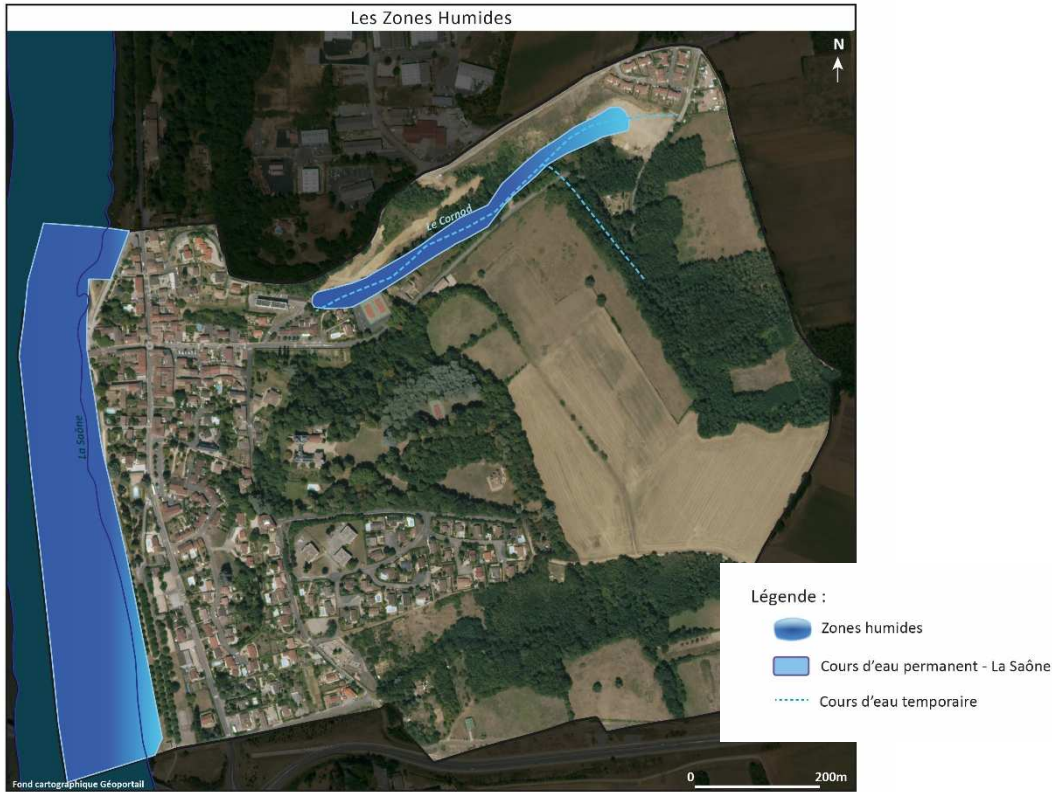 Les Zones Humides
N
Le Cornod
La Saône
Légende :
Zones humides
Cours d'eau permanent - La Saône
Cours d'eau temporaire
Fond cartographique Géoportail
0 200m